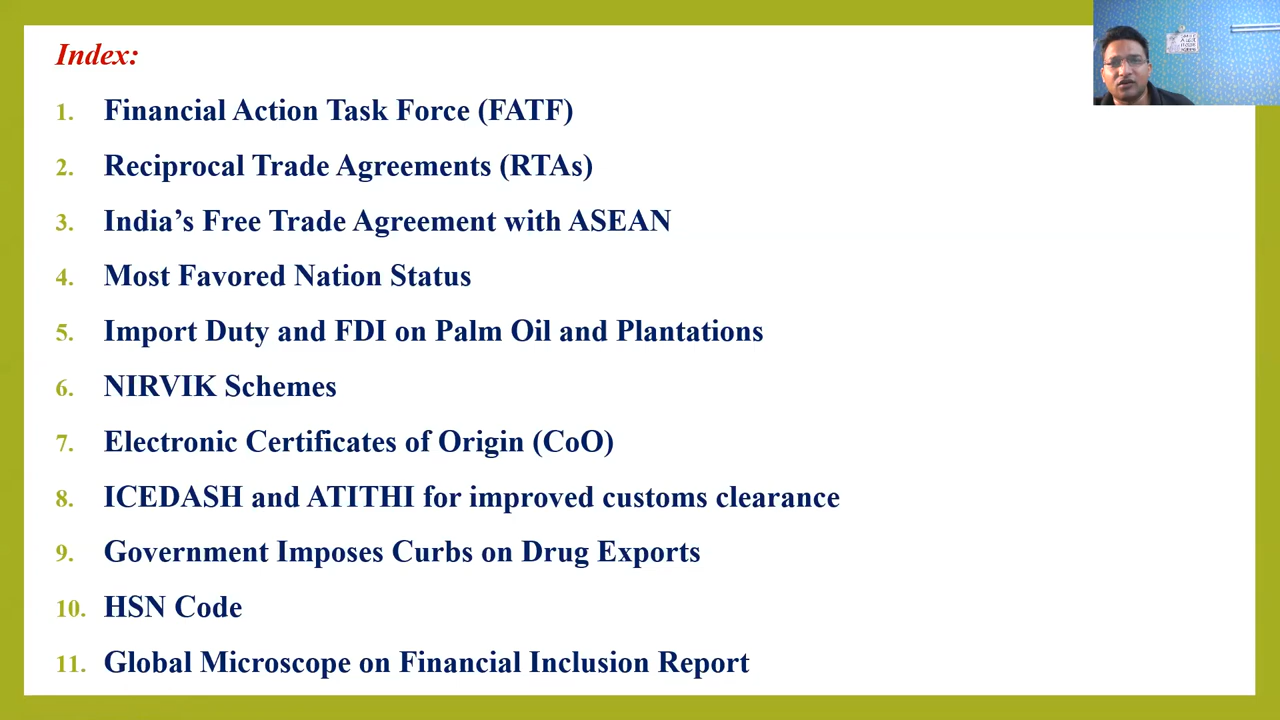 Index:
1. Financial Action Task Force (FATF)
2. Reciprocal Trade Agreements (RTAs)
3. India's Free Trade Agreement with ASEAN
4. Most Favored Nation Status
5. Import Duty and FDI on Palm Oil and Plantations
6. NIRVIK Schemes
7. Electronic Certificates of Origin (CoO)
8. ICEDASH and ATITHI for improved customs clearance
9. Government Imposes Curbs on Drug Exports
10. HSN Code
11. Global Microscope on Financial Inclusion Report